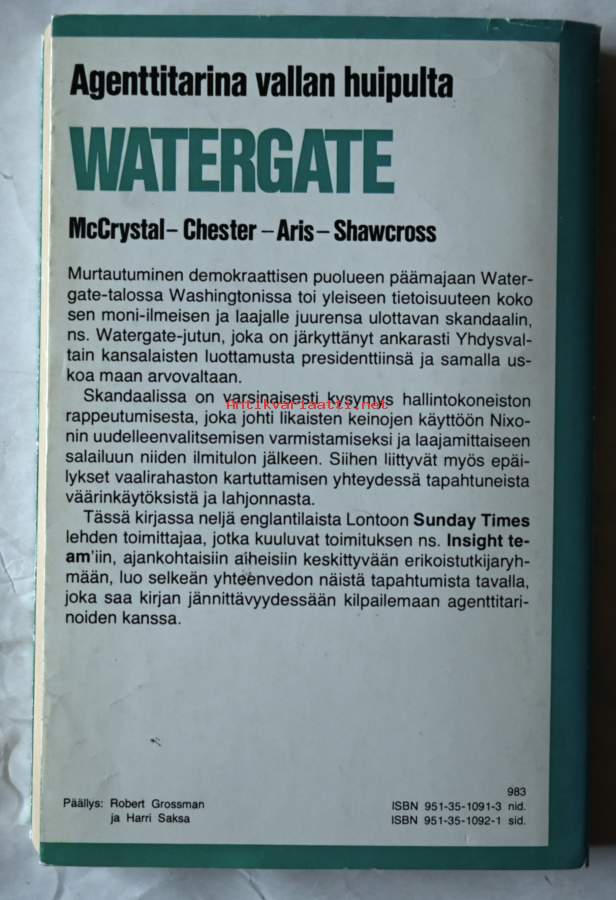 Agenttitarina vallan huipulta
WATERGATE
McCrystal – Chester – Aris – Shawcross
Murtautuminen demokraattisen puolueen päämajaan Water-
gate-talossa Washingtonissa toi yleiseen tietoisuuteen koko
sen moni-ilmeisen ja laajalle juurensa ulottavan skandaalin,
ns. Watergate-jutun, joka on järkyttänyt ankarasti Yhdysval-
tain kansalaisten luottamusta presidenttiinsä ja samalla us-
koa maan arvovaltaan.
Skandaalissa on varsinaisesti kysymys hallintokoneiston
Antikvariaatti.net
rappeutumisesta, joka johti likaisten keinojen käyttöön Nixo-
nin uudelleenvalitsemisen varmistamiseksi ja laajamittaiseen
salailuun niiden ilmitulon jälkeen. Siihen liittyvät myös epäi-
lykset vaalirahaston kartuttamisen yhteydessä tapahtuneista
väärinkäytöksistä ja lahjonnasta.
Tässä kirjassa neljä englantilaista Lontoon Sunday Times
lehden toimittajaa, jotka kuuluvat toimituksen ns. Insight te-
am'iin, ajankohtaisiin aiheisiin keskittyvään erikoistutkijaryh-
mään, luo selkeän yhteenvedon näistä tapahtumista tavalla,
joka saa kirjan jännittävyydessään kilpailemaan agenttitari-
noiden kanssa.
983
Päällys: Robert Grossman
ja Harri Saksa
ISBN 951-35-1091-3 nid.
ISBN 951-35-1092-1 sid.